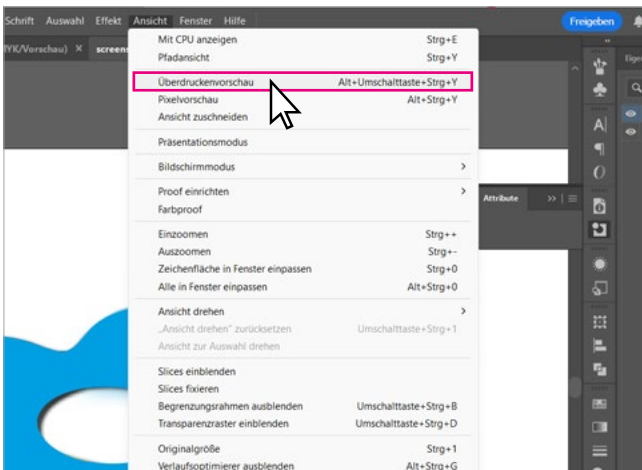 Schrift Auswahl Effekt Ansicht Fenster Hilfe Freigeben
MYK/Vorschau) × screens
Mit CPU anzeigen Strg+E
Pfadansicht Strg+Y
Überdruckenvorschau Alt+Umschalttaste+Strg+Y
Pixelvorschau Alt+Strg+Y
Ansicht zuschneiden
Präsentationsmodus
Bildschirmmodus >
Proof einrichten >
Farbproof
Attribute
Einzoomen Strg++
Auszoomen Strg+-
Zeichenfläche in Fenster einpassen Strg+0
Alle in Fenster einpassen Alt+Strg+0
Ansicht drehen >
„Ansicht drehen" zurücksetzen Umschalttaste+Strg+1
Ansicht zur Auswahl drehen
Slices einblenden
Slices fixieren
Begrenzungsrahmen ausblenden Umschalttaste+Strg+B
Transparenzraster einblenden Umschalttaste+Strg+D
Originalgröße Strg+1
Verlaufsoptimierer ausblenden Alt+Strg+G